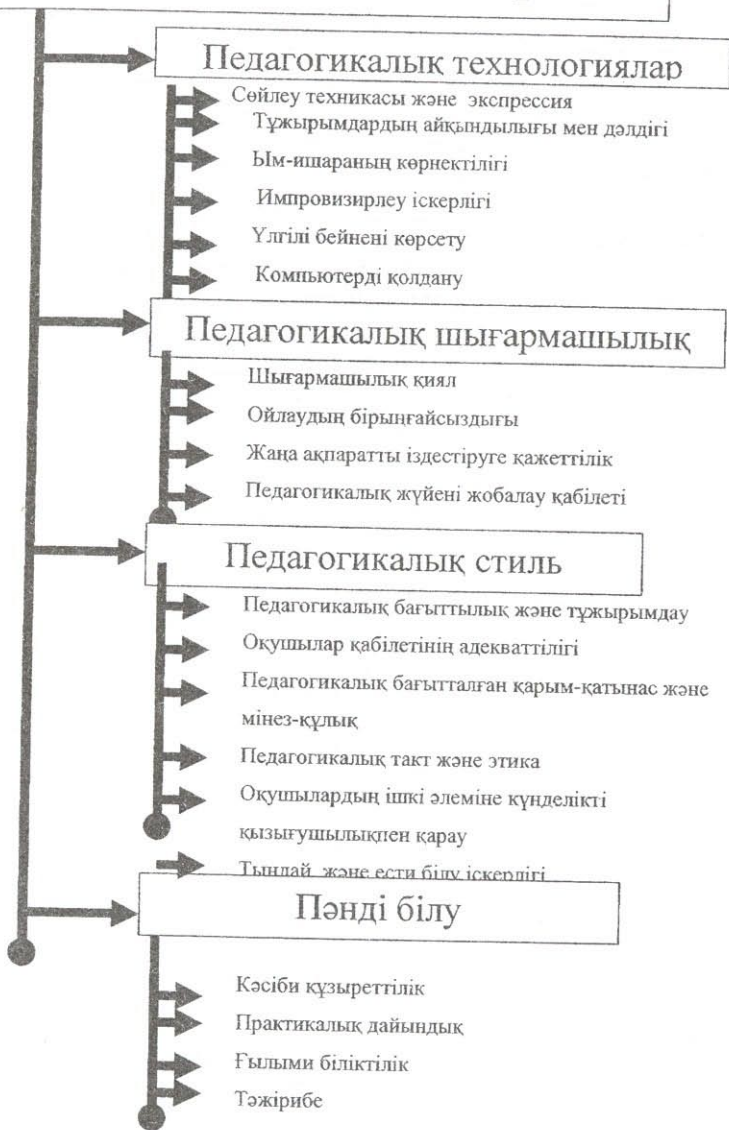 Педагогикалық технологиялар
Сөйлеу техникасы және экспрессия
Тұжырымдардың айқындылығы мен дәлдігі
Ым-ишараның көрнектілігі
Импровизирлеу іскерлігі
Үлгілі бейнені көрсету
Компьютерді қолдану
Педагогикалық шығармашылық
Шығармашылық қиял
Ойлаудың бірыңғайсыздығы
Жаңа ақпаратты іздестіруге қажеттілік
Педагогикалық жүйені жобалау қабілеті
Педагогикалық стиль
Педагогикалық бағыттылық және тұжырымдау
Оқушылар қабілетінің адекваттілігі
Педагогикалық бағытталған қарым-қатынас және
мінез-құлық
Педагогикалық такт және этика
Оқушылардың ішкі әлеміне күнделікті
қызығушылықпен қарау
Тыңдай және ести білу іскерлігі
Пәнді білу
Кәсіби құзыреттілік
Практикалық дайындық
Ғылыми біліктілік
Тәжірибе